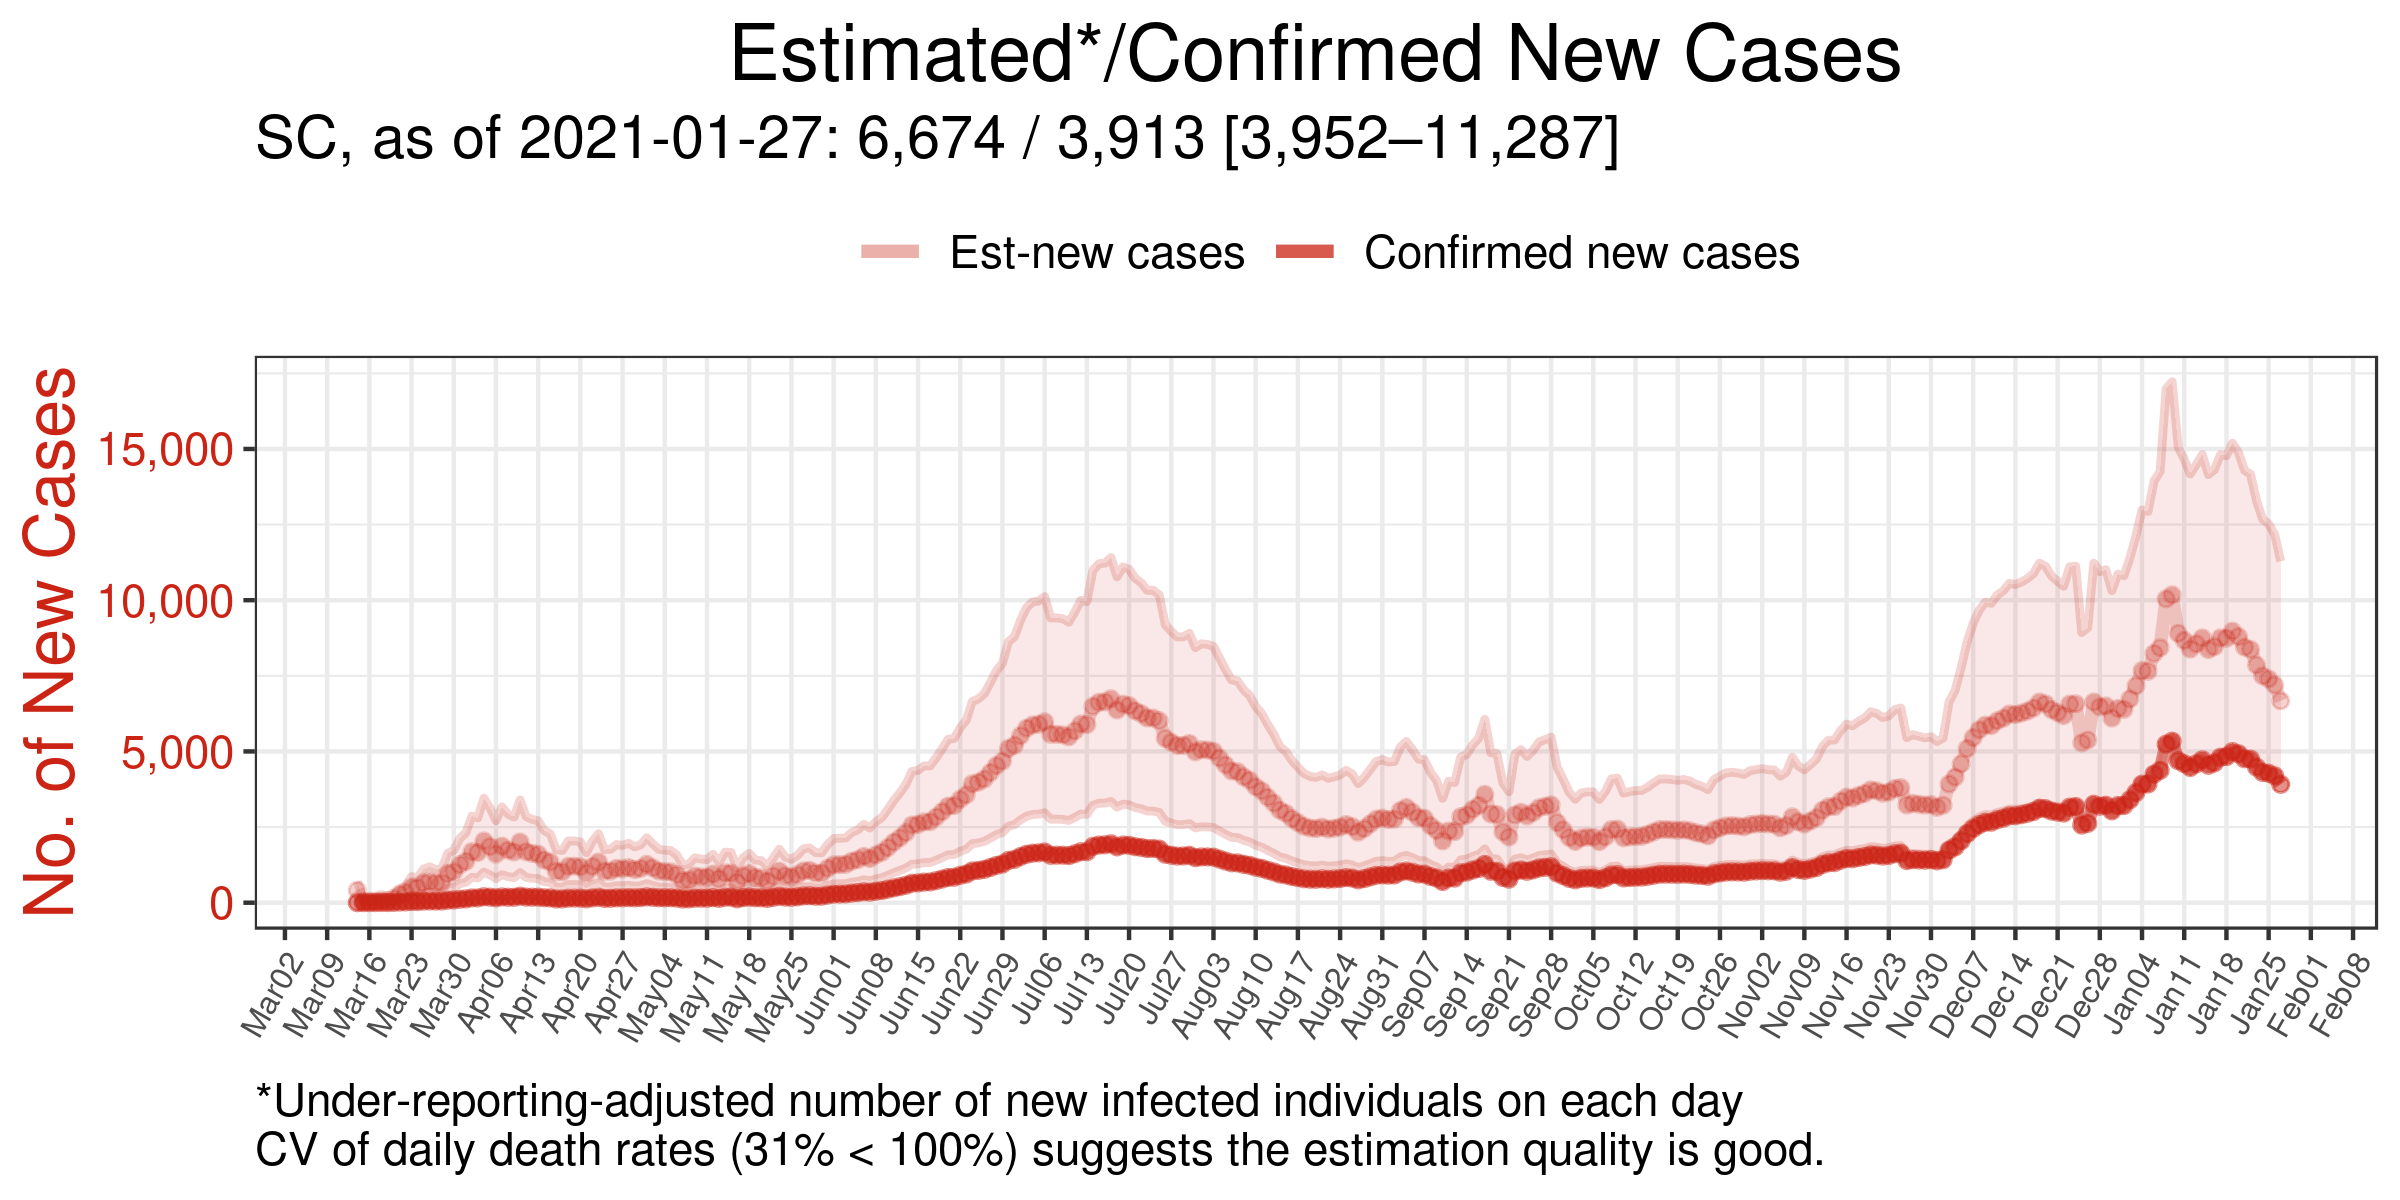 Estimated*/Confirmed New Cases
SC, as of 2021-01-27: 6,674 / 3,913 [3,952–11,287]
Est-new cases Confirmed new cases
No. of New Cases
15,000
10,000
5,000
0
Mar02 Mar09 Mar16 Mar23 Mar30 Apr06 Apr13 Apr20 Apr27 May04 May11 May18 May25 Jun01 Jun08 Jun15 Jun22 Jun29 Jul06 Jul13 Jul20 Jul27 Aug03 Aug10 Aug17 Aug24 Aug31 Sep07 Sep14 Sep21 Sep28 Oct05 Oct12 Oct19 Oct26 Nov02 Nov09 Nov16 Nov23 Nov30 Dec07 Dec14 Dec21 Dec28 Jan04 Jan11 Jan18 Jan25 Feb01 Feb08
*Under-reporting-adjusted number of new infected individuals on each day
CV of daily death rates (31% < 100%) suggests the estimation quality is good.